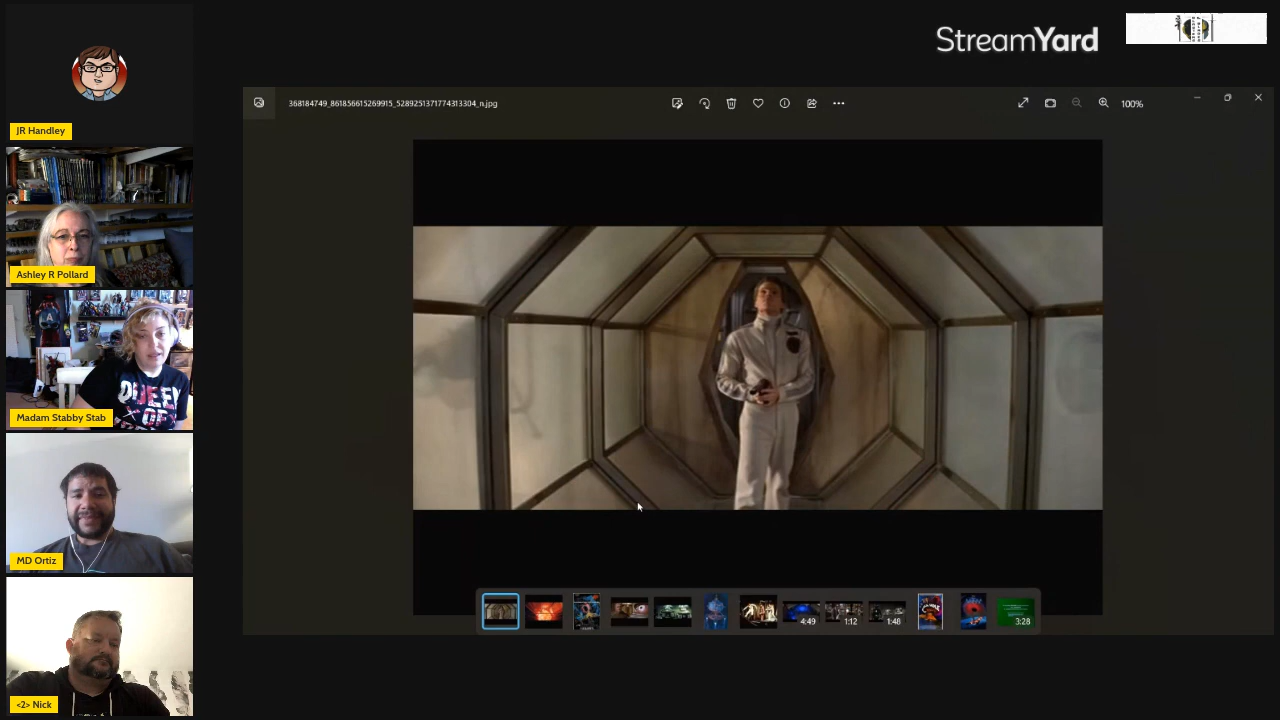 StreamYard
368184749_861856615269915_5289251371774313304_n.jpg
100%
JR Handley
Ashley R Pollard
Madam Stabby Stab
MD Ortiz
<2> Nick
4:49
1:12
1:48
3:28